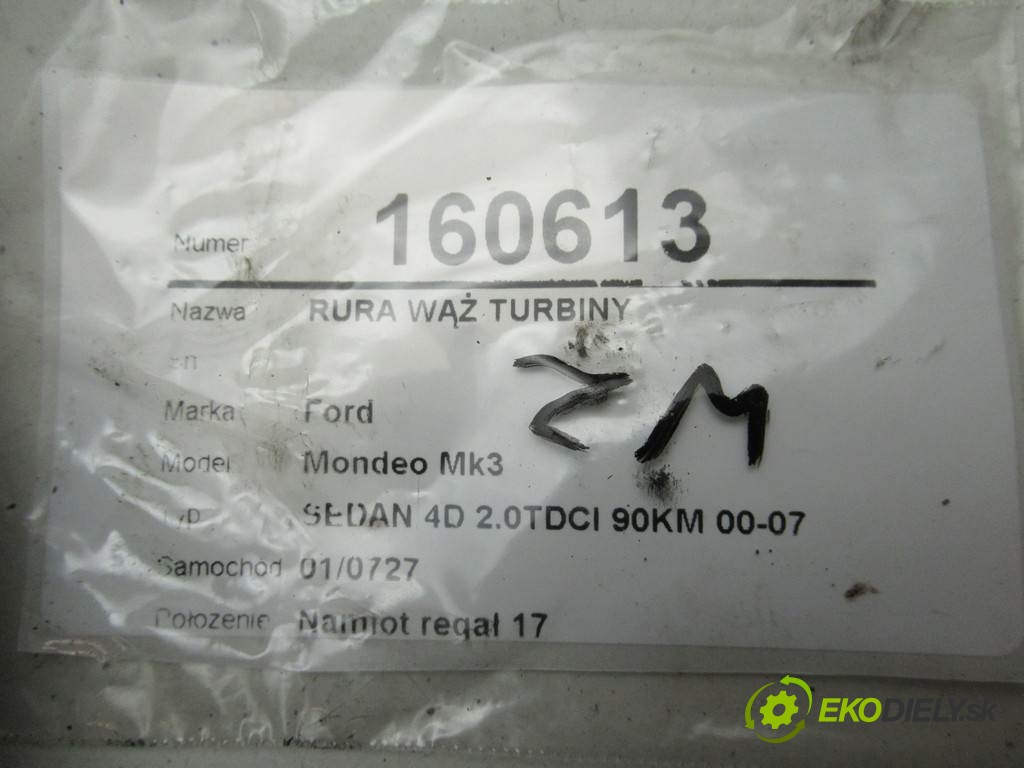 Numer 160613
Nazwa RURA WĄŻ TURBINY
ZM
Marka Ford
Model Mondeo Mk3
SEDAN 4D 2.0TDCI 90KM 00-07
Samochód 01/0727
Położenie Namiot regał 17
EKODIELY.sk